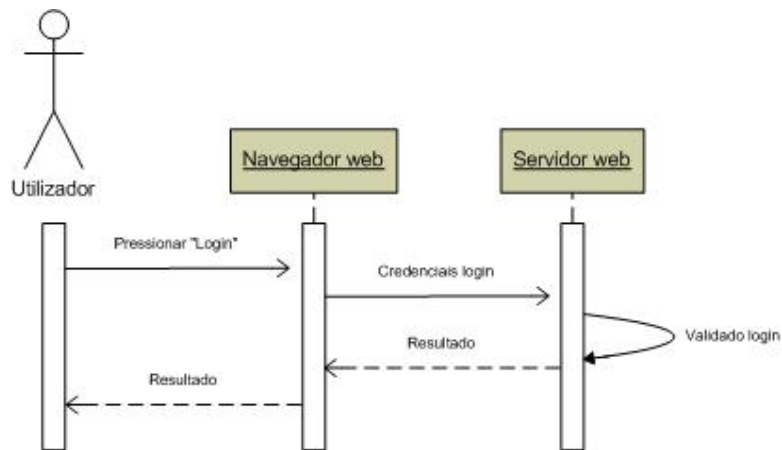 Navegador web
Servidor web
Utilizador
Pressionar "Login"
Credenciais login
Validado login
Resultado
Resultado